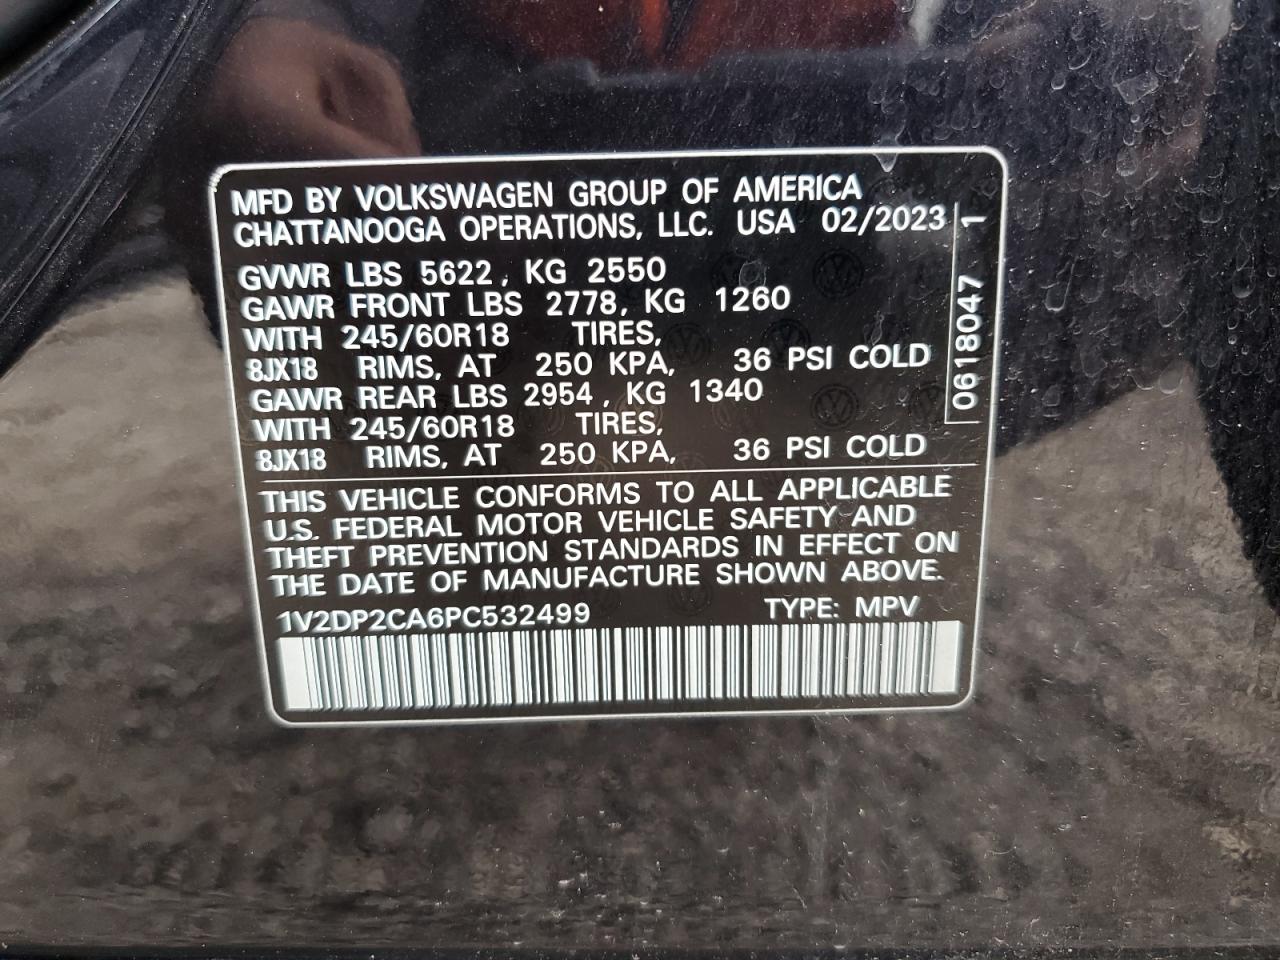 MFD BY VOLKSWAGEN GROUP OF AMERICA
CHATTANOOGA OPERATIONS, LLC. USA 02/2023
GVWR LBS 5622, KG 2550
GAWR FRONT LBS 2778, KG 1260
WITH 245/60R18 TIRES,
8JX18 RIMS, AT 250 KPA, 36 PSI COLD
GAWR REAR LBS 2954, KG 1340
WITH 245/60R18 TIRES,
8JX18 RIMS, AT 250 KPA, 36 PSI COLD
0618047 1
THIS VEHICLE CONFORMS TO ALL APPLICABLE
U.S. FEDERAL MOTOR VEHICLE SAFETY AND
THEFT PREVENTION STANDARDS IN EFFECT ON
THE DATE OF MANUFACTURE SHOWN ABOVE.
1V2DP2CA6PC532499 TYPE: MPV